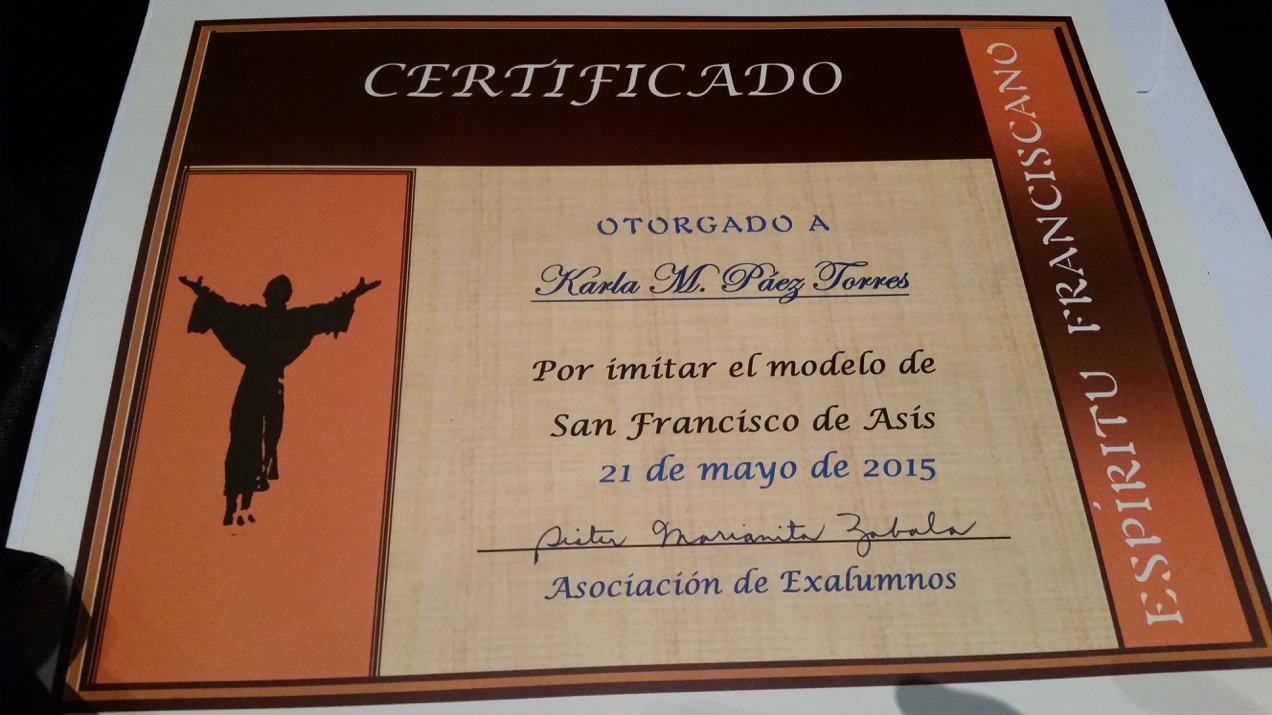 CERTIFICADO
ESPÍRITU FRANCISCANO
OTORGADO A
Karla M. Páez Torres
Por imitar el modelo de
San Francisco de Asís
21 de mayo de 2015
Sister Marianita Zabala
Asociación de Exalumnos